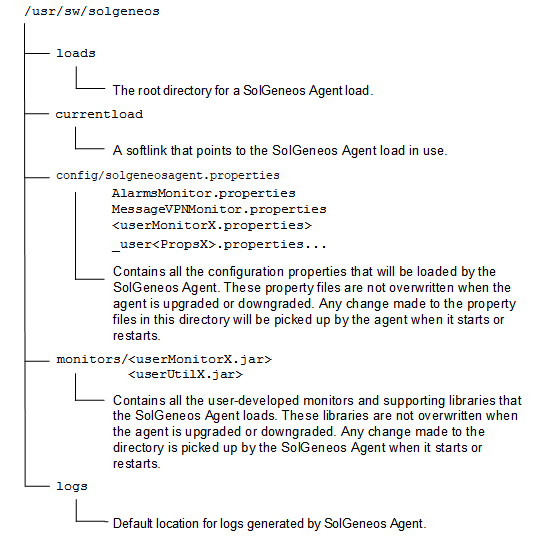 /usr/sw/solgeneos
loads
The root directory for a SolGeneos Agent load.
currentload
A softlink that points to the SolGeneos Agent load in use.
config/solgeneosagent.properties
AlarmsMonitor.properties
MessageVPNMonitor.properties
<userMonitorX.properties>
_user<PropsX>.properties...
Contains all the configuration properties that will be loaded by the
SolGeneos Agent. These property files are not overwritten when the
agent is upgraded or downgraded. Any change made to the property
files in this directory will be picked up by the agent when it starts or
restarts.
monitors/<userMonitorX.jar>
<userUtilX.jar>
Contains all the user-developed monitors and supporting libraries that
the SolGeneos Agent loads. These libraries are not overwritten when
the agent is upgraded or downgraded. Any change made to the
directory is picked up by the SolGeneos Agent when it starts or
restarts.
logs
Default location for logs generated by SolGeneos Agent.